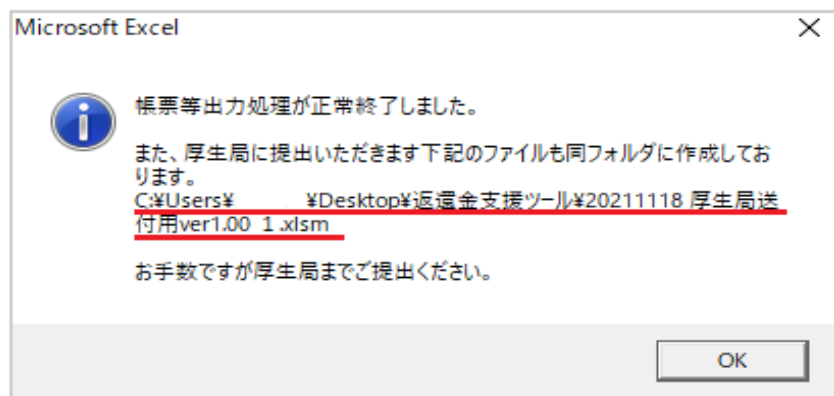 Microsoft Excel
帳票等出力処理が正常終了しました。
また、厚生局に提出いただきます下記のファイルも同フォルダに作成してお
ります。
C:¥Users¥ ¥Desktop¥返還金支援ツール¥20211118 厚生局送
付用ver1.00 1 .xlsm
お手数ですが厚生局までご提出ください。
OK